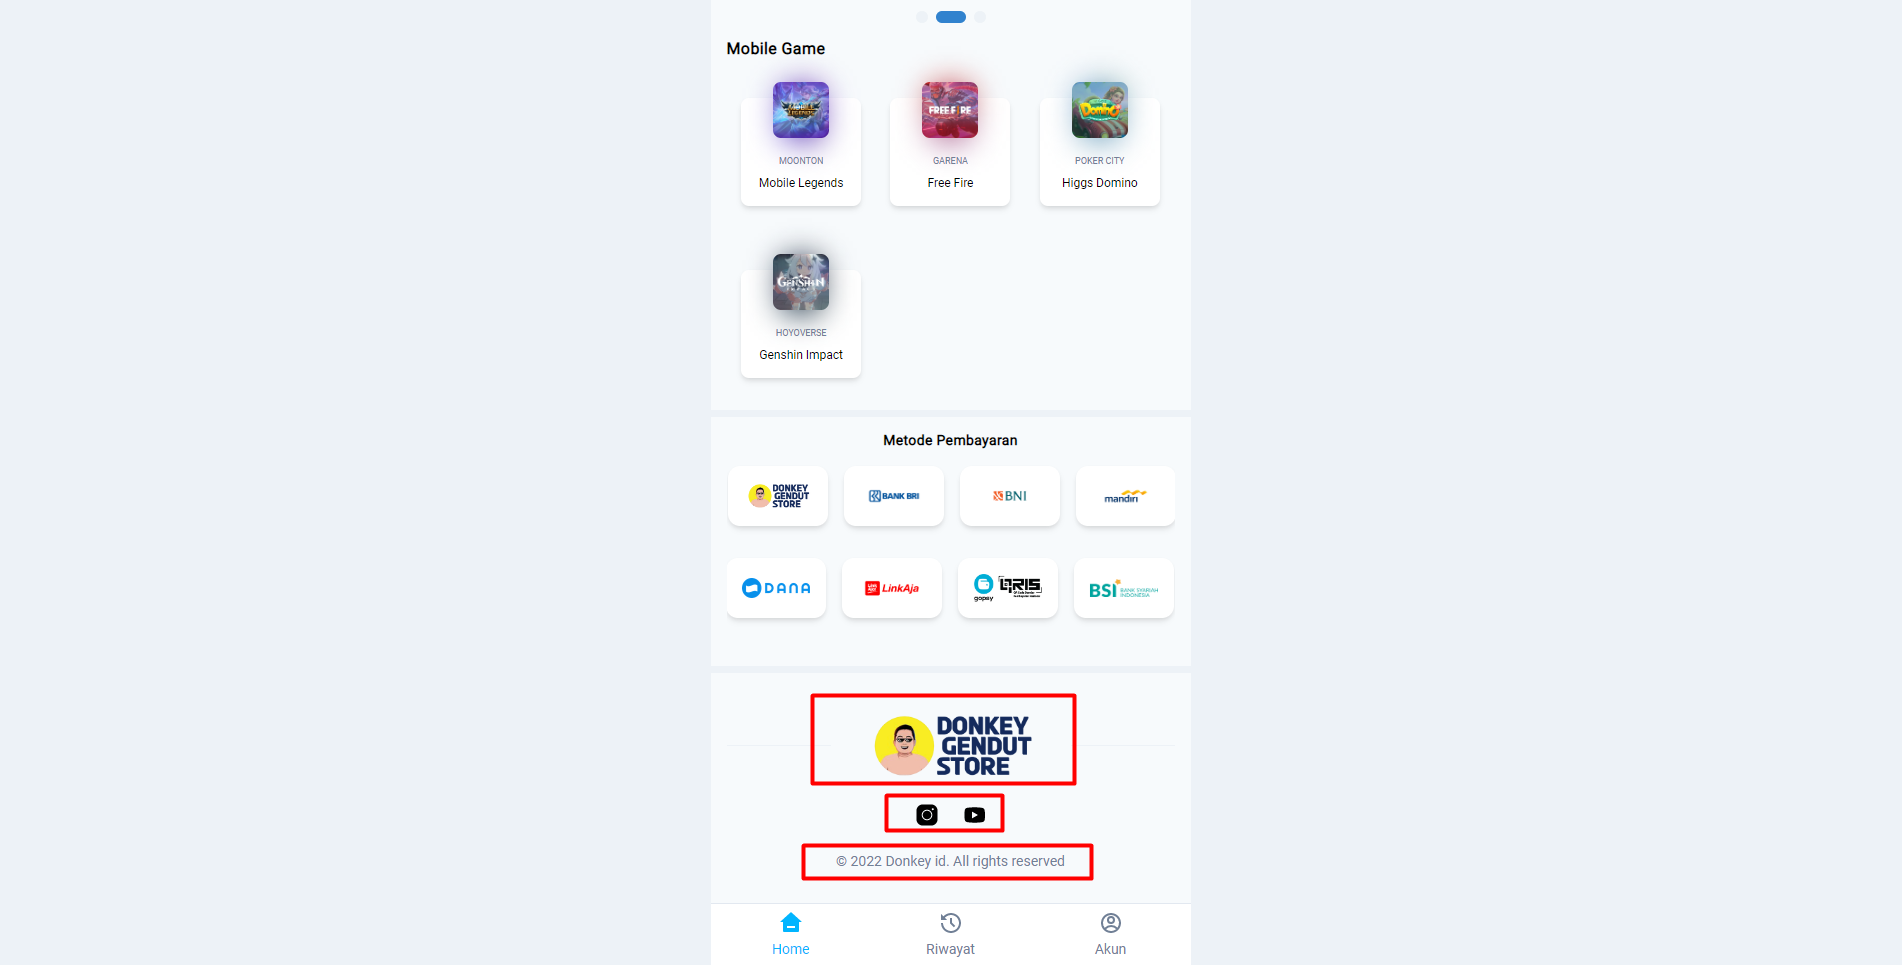 Mobile Game
MOBILE
LEGENDS
FREE FIRE
Domino
MOONTON
GARENA
POKER CITY
Mobile Legends
Free Fire
Higgs Domino
GENSHIN
IMPACT
HOYOVERSE
Genshin Impact
Metode Pembayaran
DONKEY
GENDUT
STORE
BANK BRI
BNI
mandiri
DANA
LinkAja
gopay
QRIS
BSI BANK SYARIAH
INDONESIA
DONKEY
GENDUT
STORE
© 2022 Donkey id. All rights reserved
Home
Riwayat
Akun